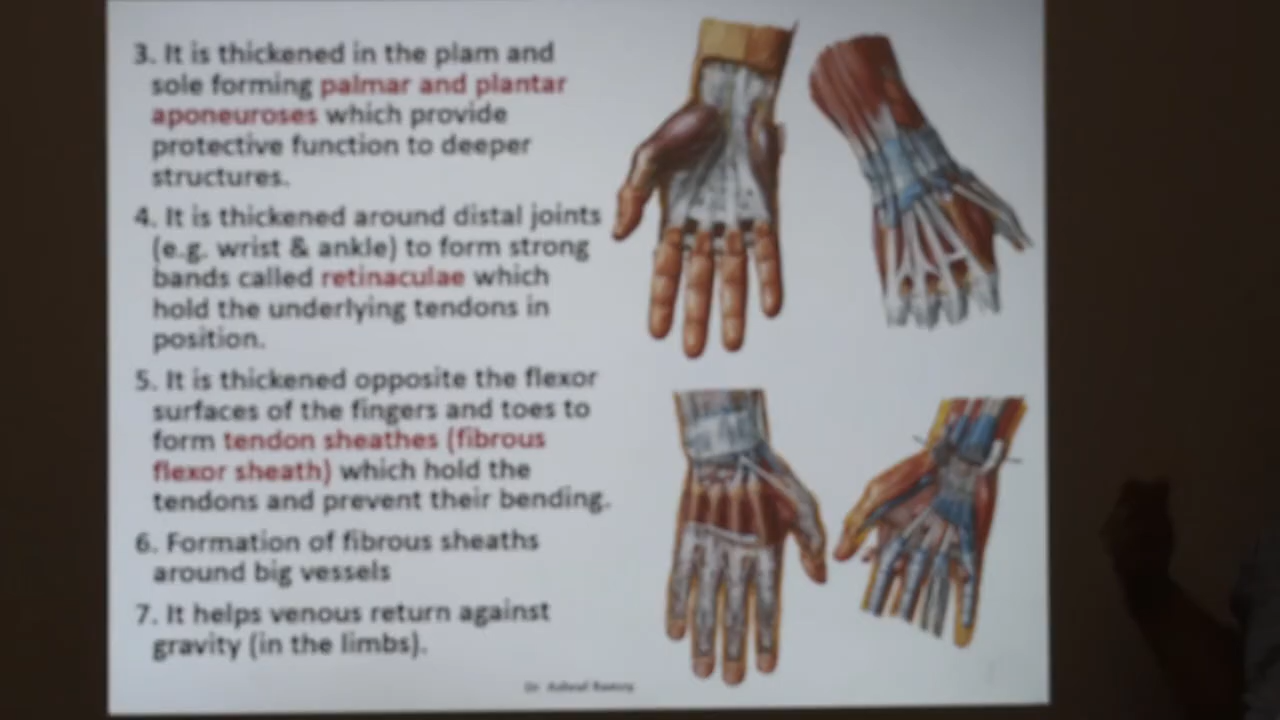 3. It is thickened in the plam and
sole forming palmar and plantar
aponeuroses which provide
protective function to deeper
structures.
4. It is thickened around distal joints
(e.g. wrist & ankle) to form strong
bands called retinaculae which
hold the underlying tendons in
position.
5. It is thickened opposite the flexor
surfaces of the fingers and toes to
form tendon sheathes (fibrous
flexor sheath) which hold the
tendons and prevent their bending.
6. Formation of fibrous sheaths
around big vessels
7. It helps venous return against
gravity (in the limbs).
Dr.